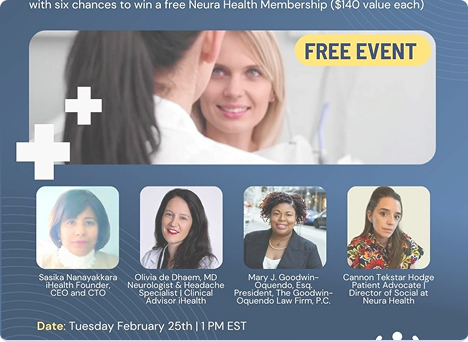 with six chances to win a free Neura Health Membership ($140 value each)
FREE EVENT
Sasika Nanayakkara
iHealth Founder,
CEO and CTO
Olivia de Dhaem, MD
Neurologist & Headache
Specialist | Clinical
Advisor iHealth
Mary J. Goodwin-
Oquendo, Esq.
President, The Goodwin-
Oquendo Law Firm, P.C.
Cannon Tekstar Hodge
Patient Advocate |
Director of Social at
Neura Health
Date: Tuesday February 25th | 1 PM EST